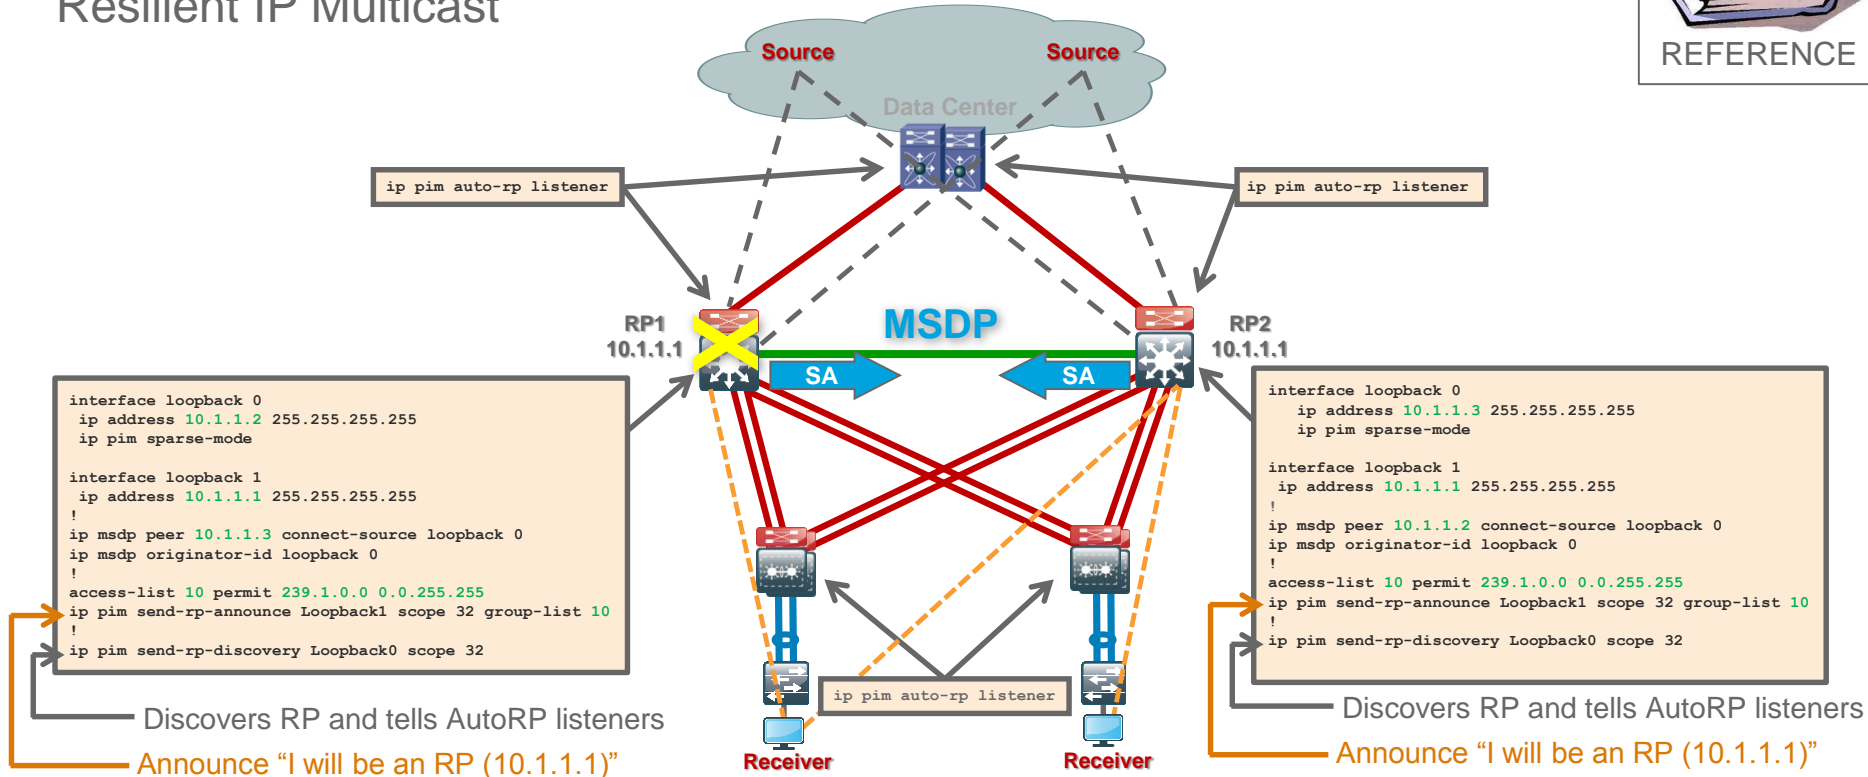 Resilient IP Multicast
REFERENCE
Source
Source
Data Center
ip pim auto-rp listener
ip pim auto-rp listener
RP1
10.1.1.1
MSDP
RP2
10.1.1.1
SA
SA
interface loopback 0
ip address 10.1.1.2 255.255.255.255
ip pim sparse-mode
interface loopback 1
ip address 10.1.1.1 255.255.255.255
!
ip msdp peer 10.1.1.3 connect-source loopback 0
ip msdp originator-id loopback 0
!
access-list 10 permit 239.1.0.0 0.0.255.255
ip pim send-rp-announce Loopback1 scope 32 group-list 10
!
ip pim send-rp-discovery Loopback0 scope 32
interface loopback 0
ip address 10.1.1.3 255.255.255.255
ip pim sparse-mode
interface loopback 1
ip address 10.1.1.1 255.255.255.255
!
ip msdp peer 10.1.1.2 connect-source loopback 0
ip msdp originator-id loopback 0
!
access-list 10 permit 239.1.0.0 0.0.255.255
ip pim send-rp-announce Loopback1 scope 32 group-list 10
!
ip pim send-rp-discovery Loopback0 scope 32
ip pim auto-rp listener
Discovers RP and tells AutoRP listeners
Announce “I will be an RP (10.1.1.1)”
Receiver
Receiver
Discovers RP and tells AutoRP listeners
Announce “I will be an RP (10.1.1.1)”